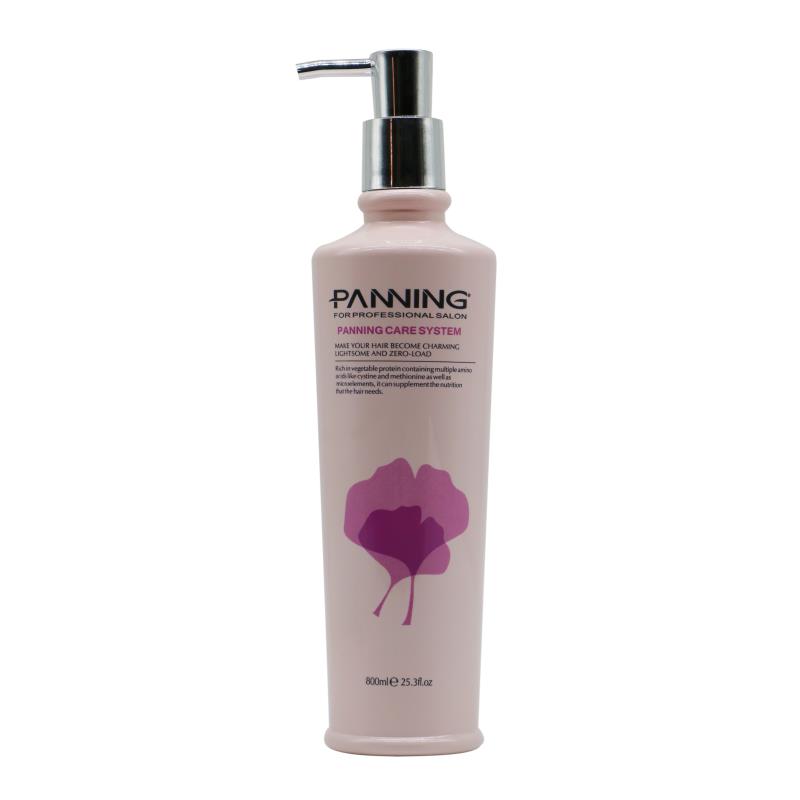 PANNING®
FOR PROFESSIONAL SALON
PANNING CARE SYSTEM
MAKE YOUR HAIR BECOME CHARMING
LIGHTSOME AND ZERO-LOAD
Rich in vegetable protein containing multiple amino
acids like cystine and methionine as well as
microelements, it can supplement the nutrition
that the hair needs.
800ml℮25.3fl.oz